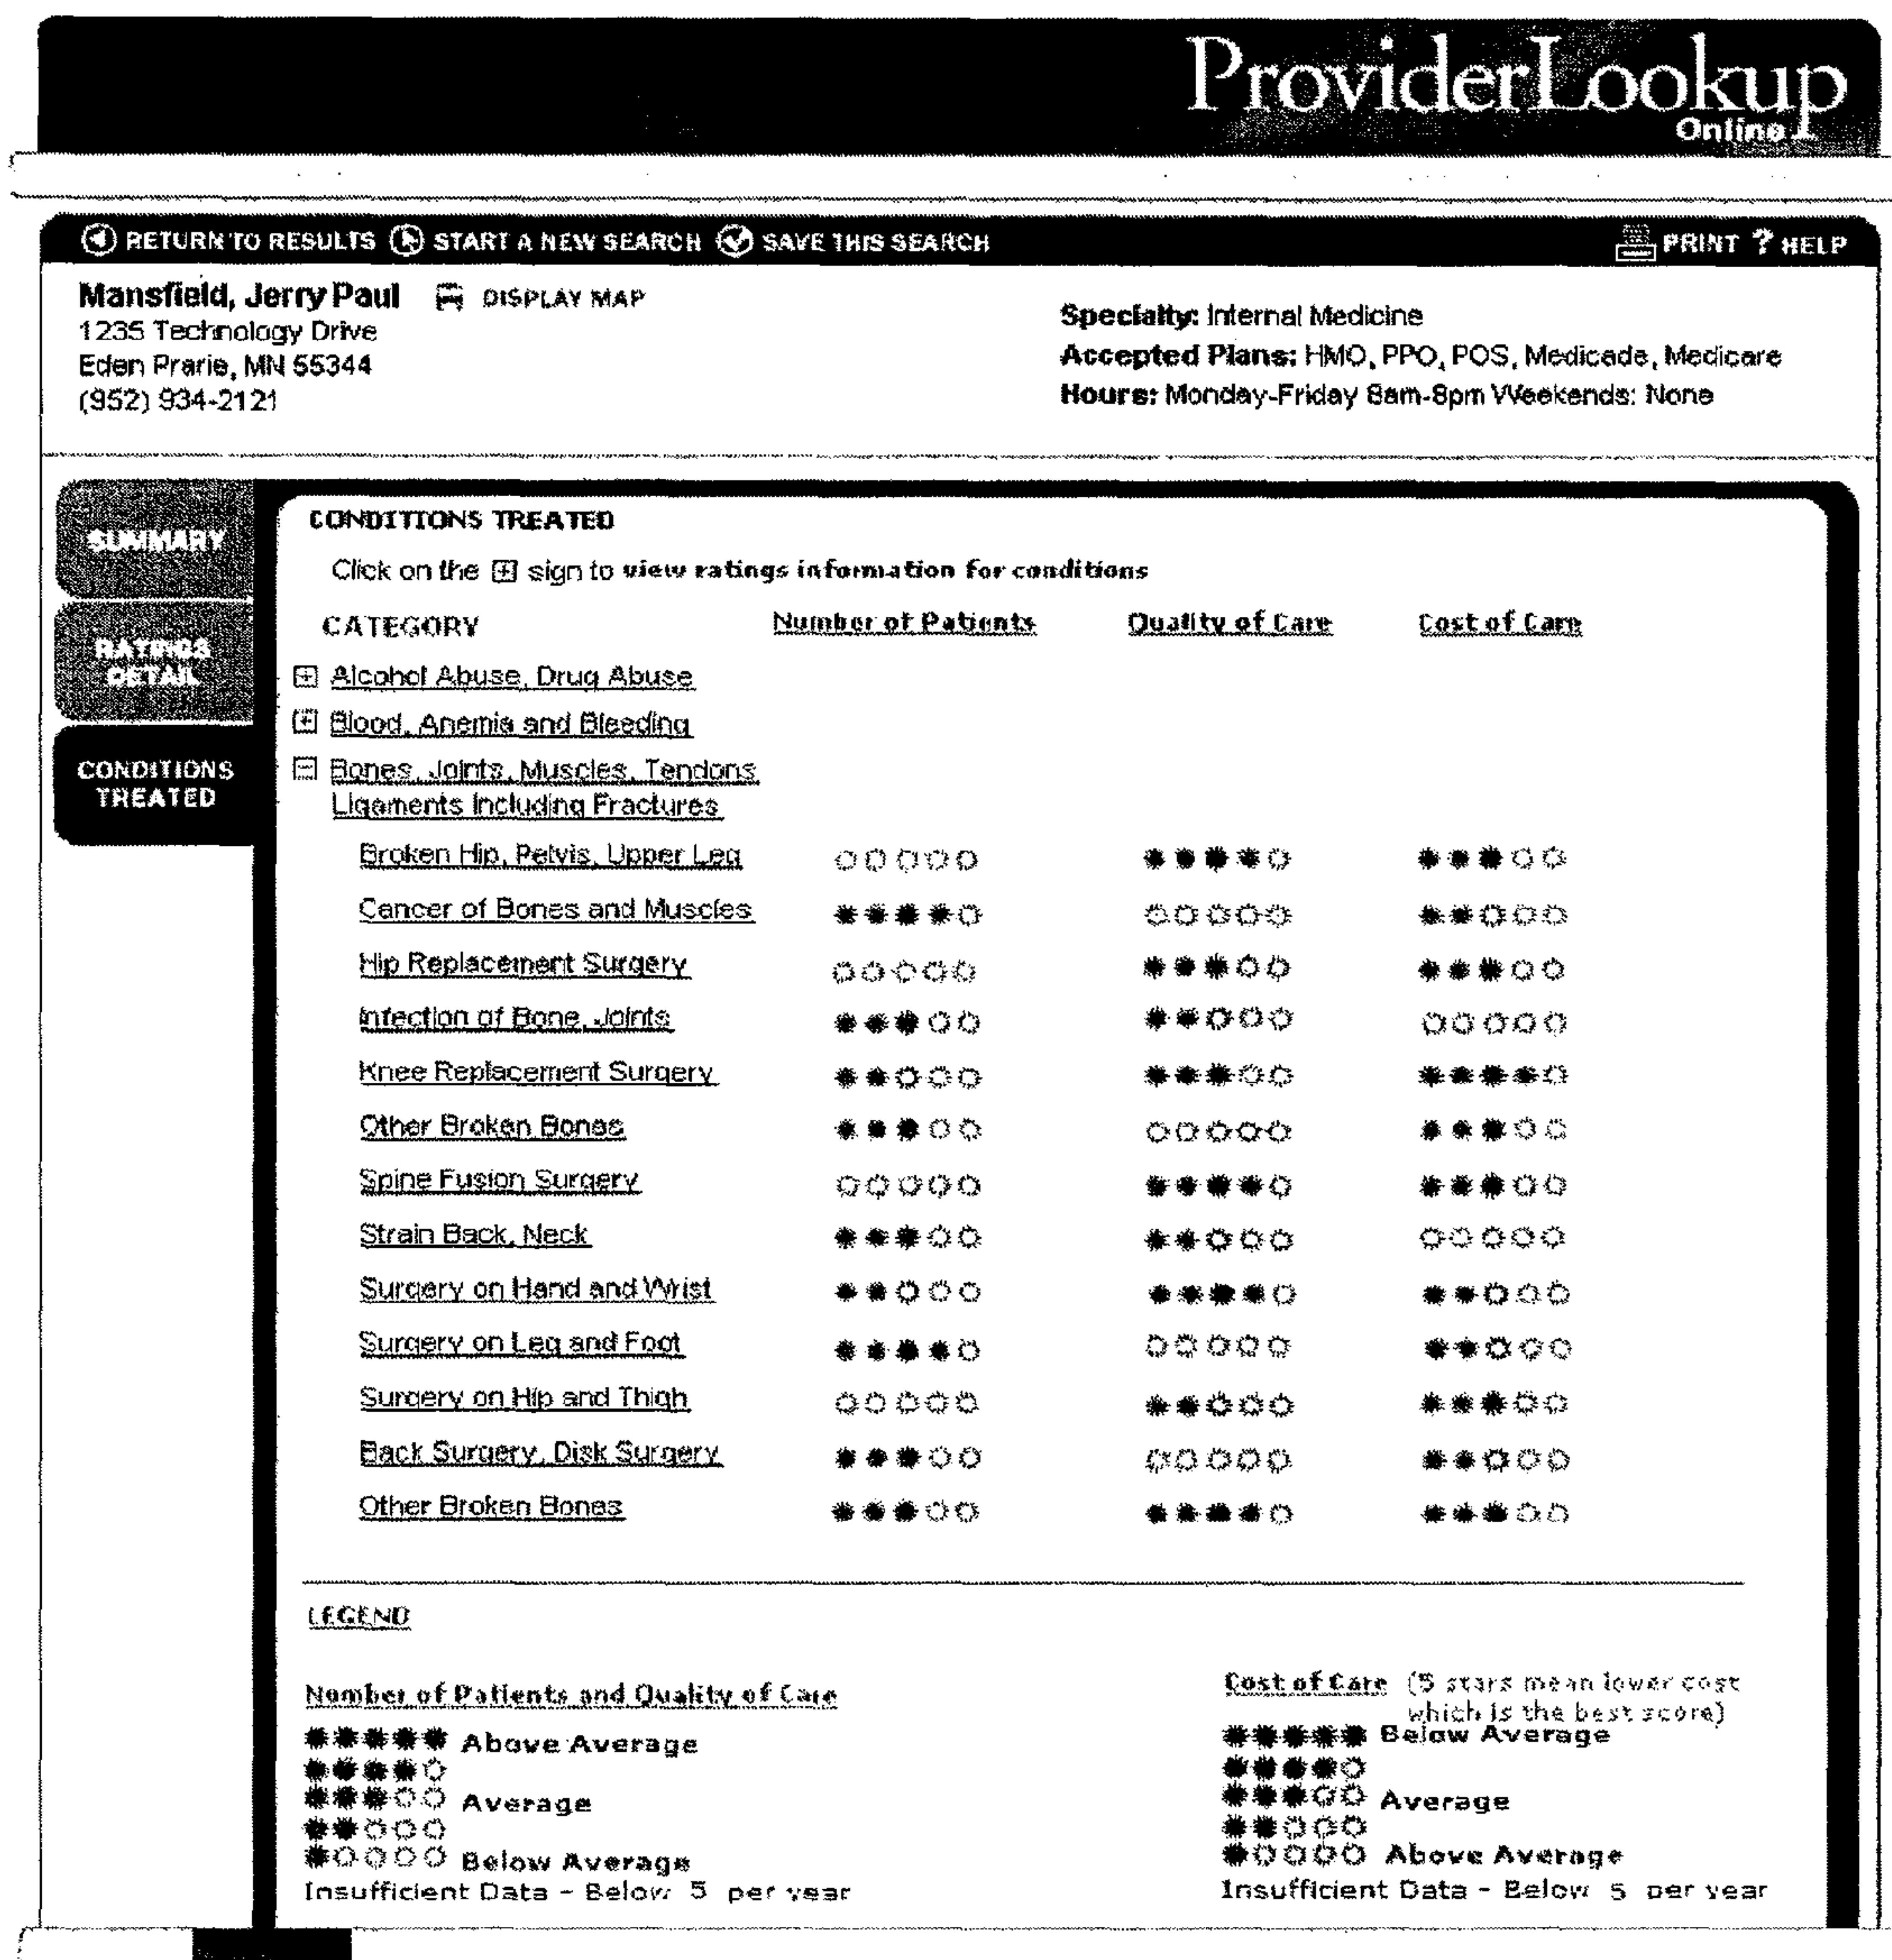 ProviderLookup
Online
RETURN TO RESULTS START A NEW SEARCH SAVE THIS SEARCH PRINT ? HELP
Mansfield, Jerry Paul DISPLAY MAP
1235 Technology Drive
Eden Prarie, MN 55344
(952) 934-2121
Specialty: Internal Medicine
Accepted Plans: HMO, PPO, POS, Medicade, Medicare
Hours: Monday-Friday 8am-8pm Weekends: None
SUMMARY
RATINGS
DETAIL
CONDITIONS
TREATED
CONDITIONS TREATED
Click on the + sign to view ratings information for conditions
CATEGORY Number of Patients Quality of Care Cost of Care
Alcohol Abuse, Drug Abuse
Blood, Anemia and Bleeding
Bones, Joints, Muscles, Tendons
Ligaments Including Fractures
Broken Hip, Pelvis, Upper Leg
Cancer of Bones and Muscles
Hip Replacement Surgery
Infection of Bone, Joints
Knee Replacement Surgery
Other Broken Bones
Spine Fusion Surgery
Strain Back, Neck
Surgery on Hand and Wrist
Surgery on Leg and Foot
Surgery on Hip and Thigh
Back Surgery, Disk Surgery
Other Broken Bones
LEGEND
Number of Patients and Quality of Care
Above Average
Average
Below Average
Insufficient Data - Below 5 per year
Cost of Care (5 stars mean lower cost
which is the best score)
Below Average
Average
Above Average
Insufficient Data - Below 5 per year